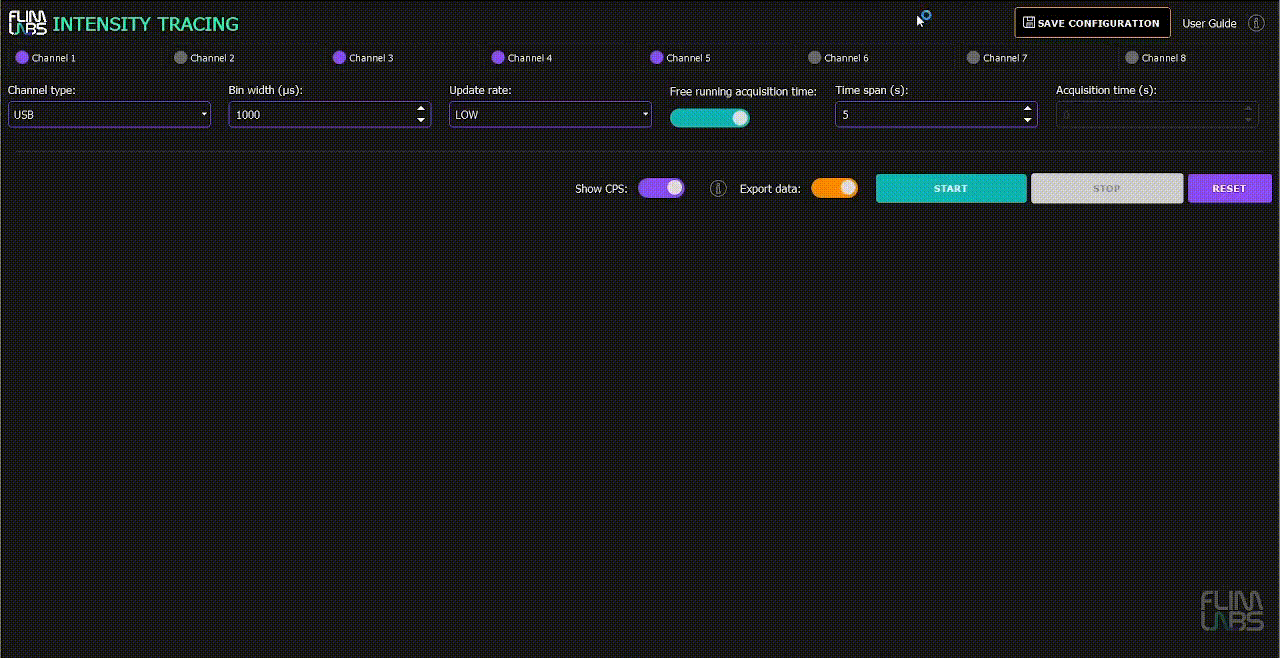 FLIM LABS INTENSITY TRACING
SAVE CONFIGURATION
User Guide
Channel 1
Channel 2
Channel 3
Channel 4
Channel 5
Channel 6
Channel 7
Channel 8
Channel type:
Bin width (µs):
Update rate:
Free running acquisition time:
Time span (s):
Acquisition time (s):
USB
1000
LOW
5
0
Show CPS:
Export data:
START
STOP
RESET
FLIM
LABS